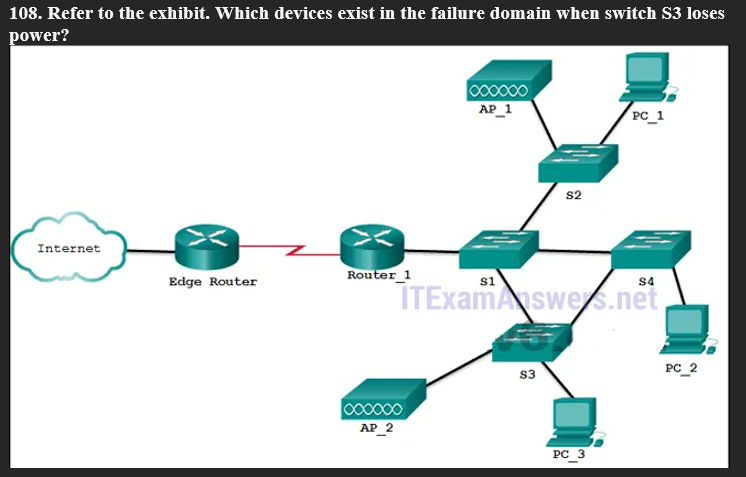 108. Refer to the exhibit. Which devices exist in the failure domain when switch S3 loses
power?
AP_1
PC_1
S2
Internet
Edge Router
Router_1
S1
S4
ITExamAnswers.net
S3
PC_2
AP_2
PC_3